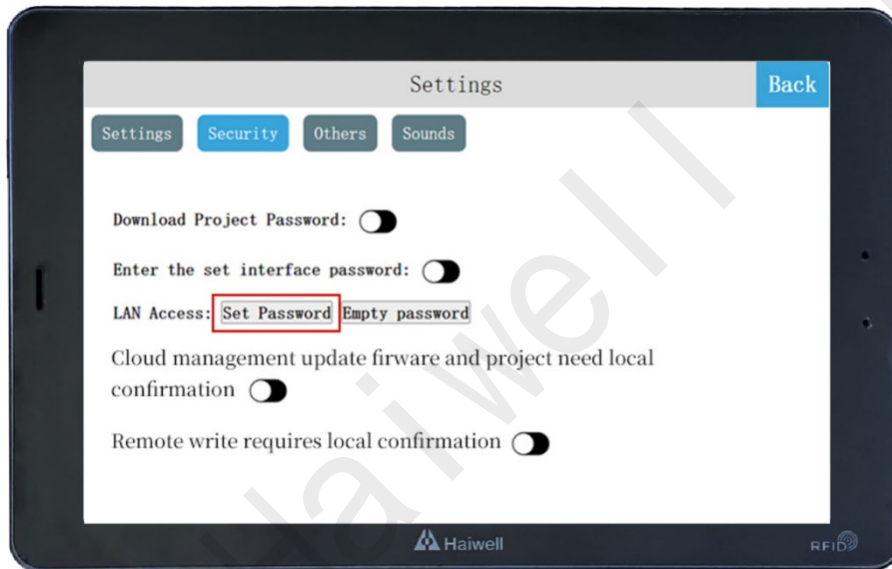 Settings
Back
Settings
Security
Others
Sounds
Download Project Password:
Enter the set interface password:
LAN Access: Set Password Empty password
Cloud management update firware and project need local
confirmation
Remote write requires local confirmation
Haiwell
RFID
Haiwell